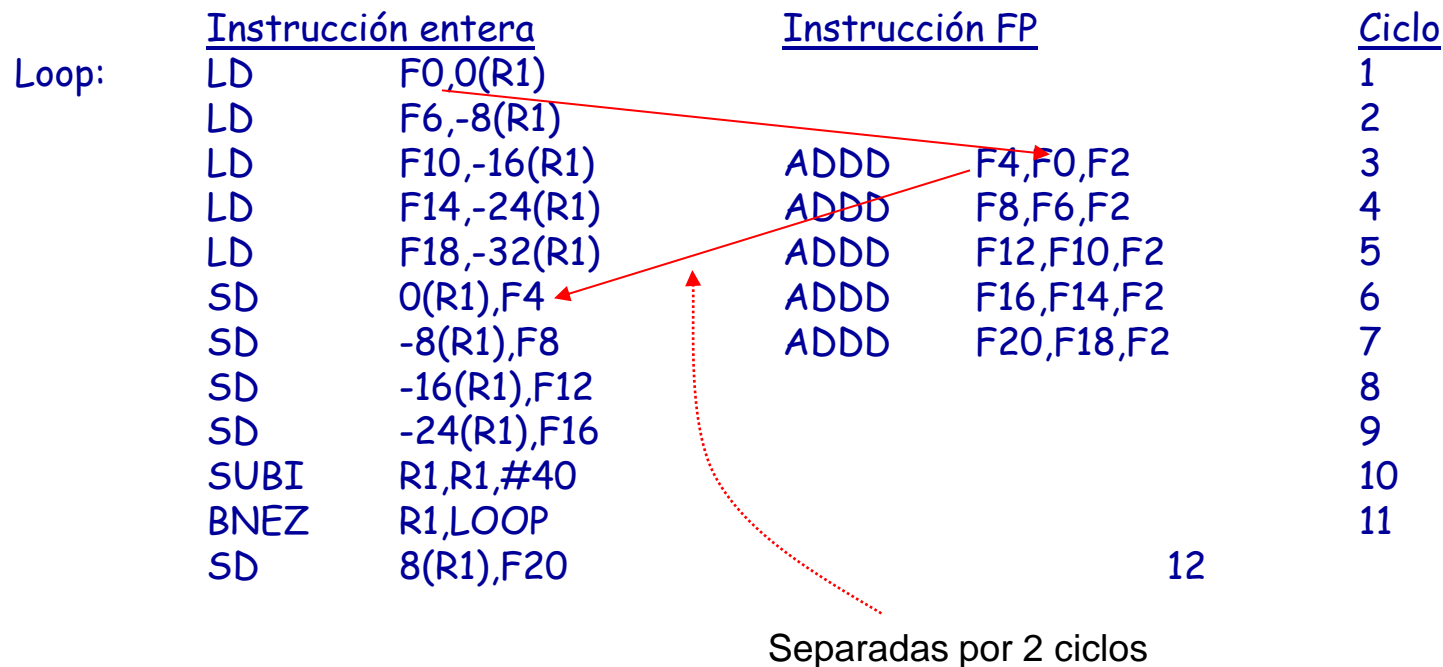 Instrucción entera Instrucción FP Ciclo
Loop: LD F0,0(R1) 1
LD F6,-8(R1) 2
LD F10,-16(R1) ADDD F4,F0,F2 3
LD F14,-24(R1) ADDD F8,F6,F2 4
LD F18,-32(R1) ADDD F12,F10,F2 5
SD 0(R1),F4 ADDD F16,F14,F2 6
SD -8(R1),F8 ADDD F20,F18,F2 7
SD -16(R1),F12 8
SD -24(R1),F16 9
SUBI R1,R1,#40 10
BNEZ R1,LOOP 11
SD 8(R1),F20 12
Separadas por 2 ciclos